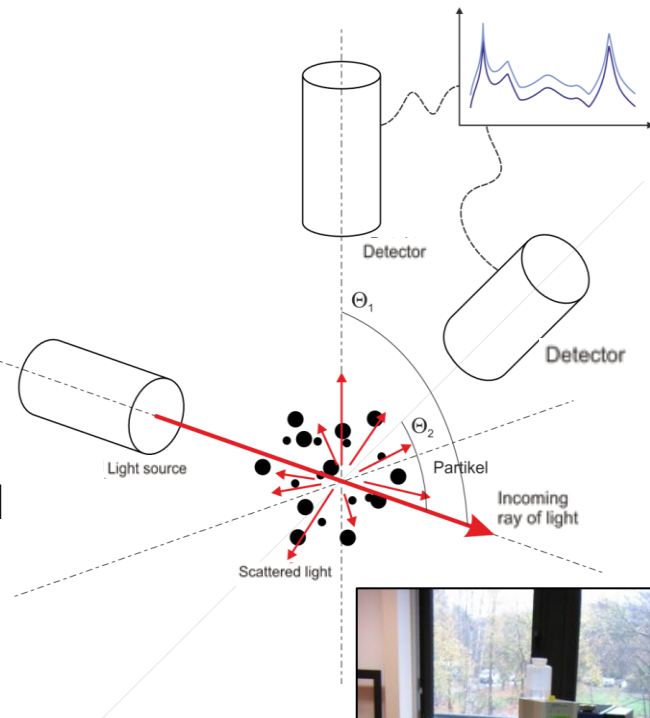 Detector
Θ1
Detector
Θ2
Light source
Partikel
Incoming
ray of light
Scattered light